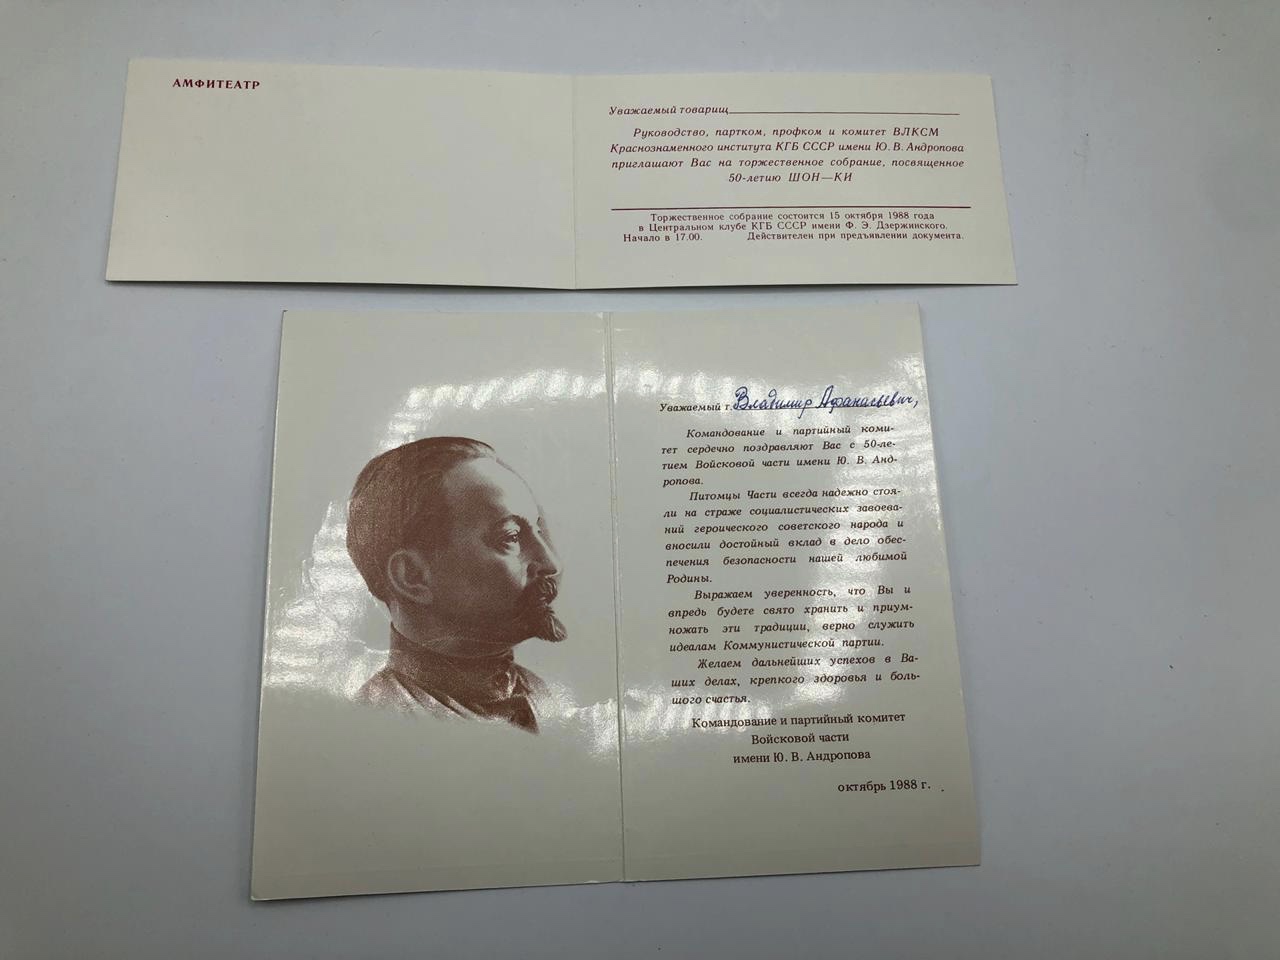 АМФИТЕАТР
Уважаемый товарищ
Руководство, партком, профком и комитет ВЛКСМ
Краснознаменного института КГБ СССР имени Ю. В. Андропова
приглашают Вас на торжественное собрание, посвященное
50-летию ШОН—КИ
Торжественное собрание состоится 15 октября 1988 года
в Центральном клубе КГБ СССР имени Ф. Э. Дзержинского.
Начало в 17.00. Действителен при предъявлении документа.
Уважаемый т. Владимир Афанасьевич,
Командование и партийный коми-
тет сердечно поздравляют Вас с 50-ле-
тием Войсковой части имени Ю. В. Анд-
ропова.
Питомцы Части всегда надежно стоя-
ли на страже социалистических завоева-
ний героического советского народа и
вносили достойный вклад в дело обес-
печения безопасности нашей любимой
Родины.
Выражаем уверенность, что Вы и
впредь будете свято хранить и приум-
ножать эти традиции, верно служить
идеалам Коммунистической партии.
Желаем дальнейших успехов в Ва-
ших делах, крепкого здоровья и боль-
шого счастья.
Командование и партийный комитет
Войсковой части
имени Ю. В. Андропова
октябрь 1988 г.